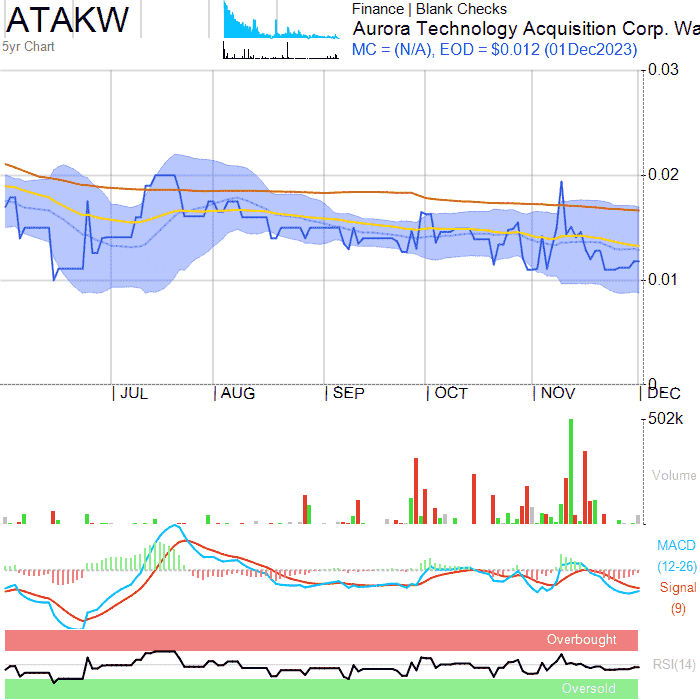 ATAKW
5yr Chart
Finance | Blank Checks
Aurora Technology Acquisition Corp. Wa
MC = (N/A), EOD = $0.012 (01Dec2023)
0.03
0.02
0.01
0
JUL
AUG
SEP
OCT
NOV
DEC
502k
Volume
MACD
(12-26)
Signal
(9)
Overbought
RSI(14)
Oversold